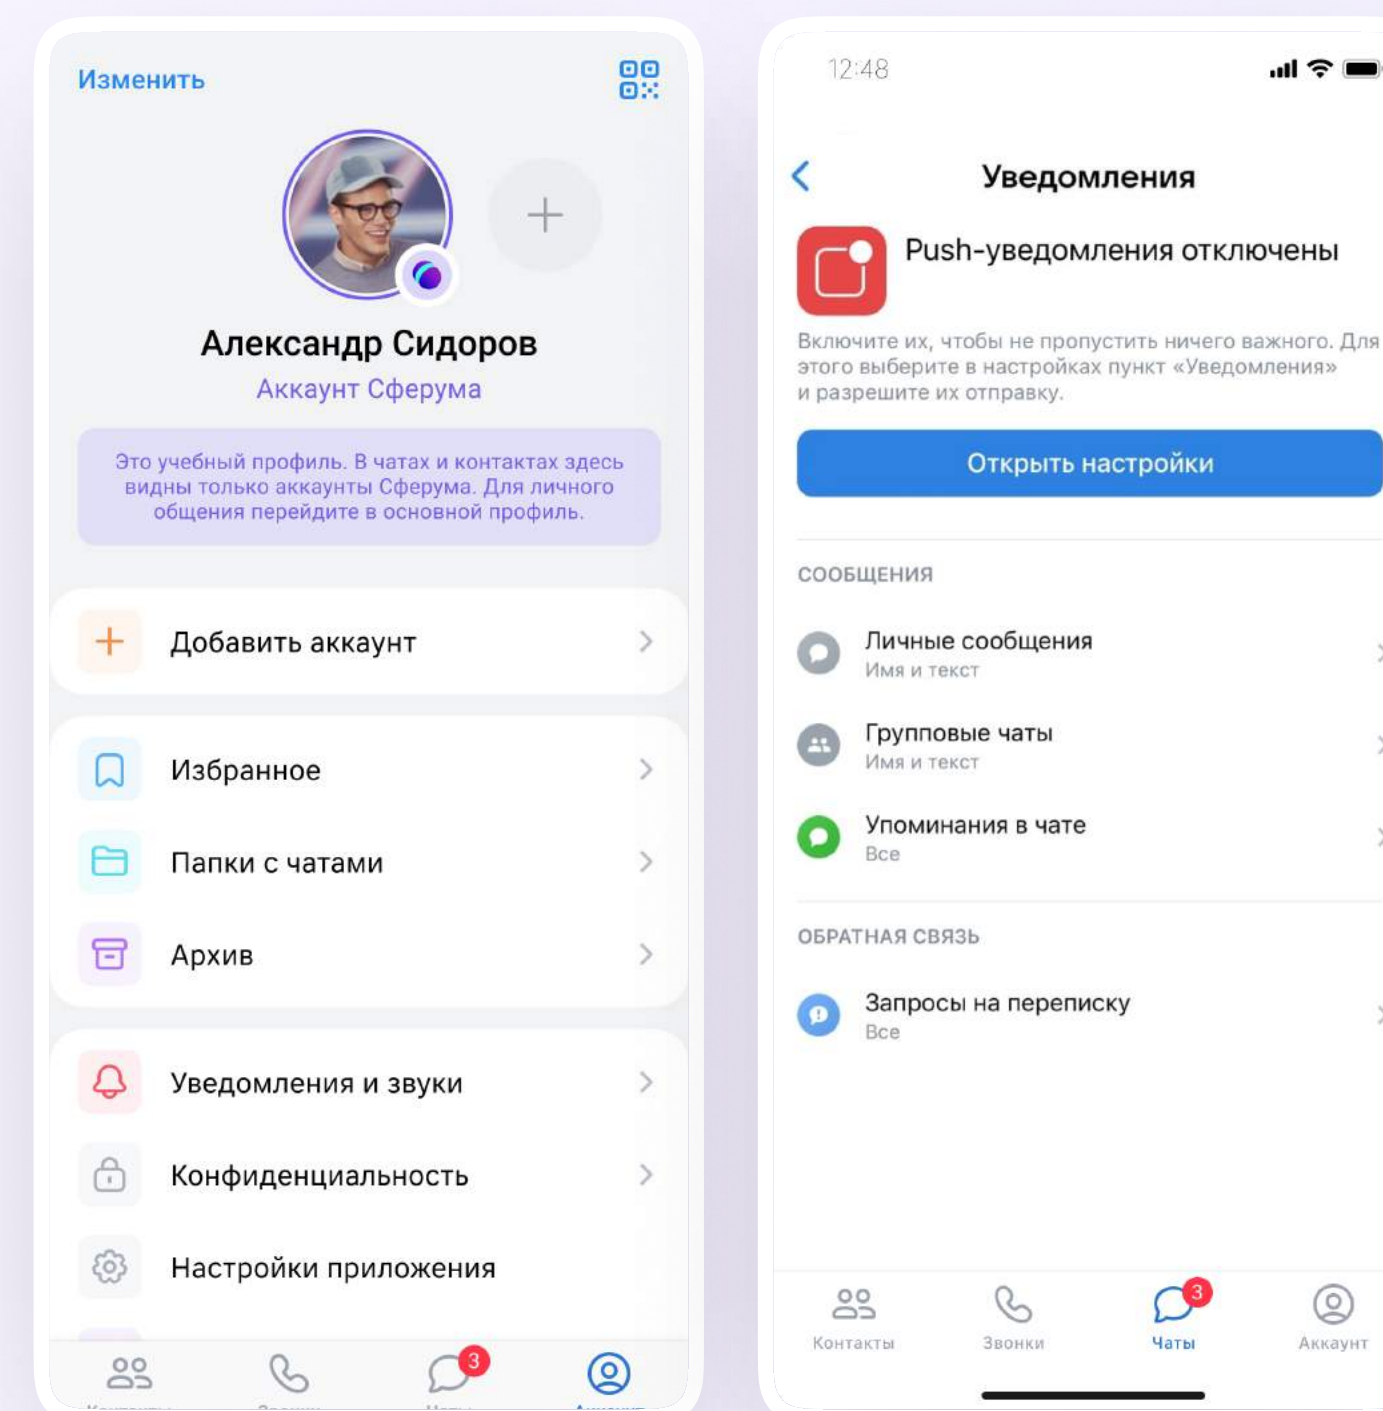 Изменить
Александр Сидоров
Аккаунт Сферума
Это учебный профиль. В чатах и контактах здесь
видны только аккаунты Сферума. Для личного
общения перейдите в основной профиль.
Добавить аккаунт
Избранное
Папки с чатами
Архив
Уведомления и звуки
Конфиденциальность
Настройки приложения
3
12:48
Уведомления
Push-уведомления отключены
Включите их, чтобы не пропустить ничего важного. Для
этого выберите в настройках пункт «Уведомления»
и разрешите их отправку.
Открыть настройки
СООБЩЕНИЯ
Личные сообщения
Имя и текст
Групповые чаты
Имя и текст
Упоминания в чате
Все
ОБРАТНАЯ СВЯЗЬ
Запросы на переписку
Все
3
Контакты Звонки Чаты Аккаунт